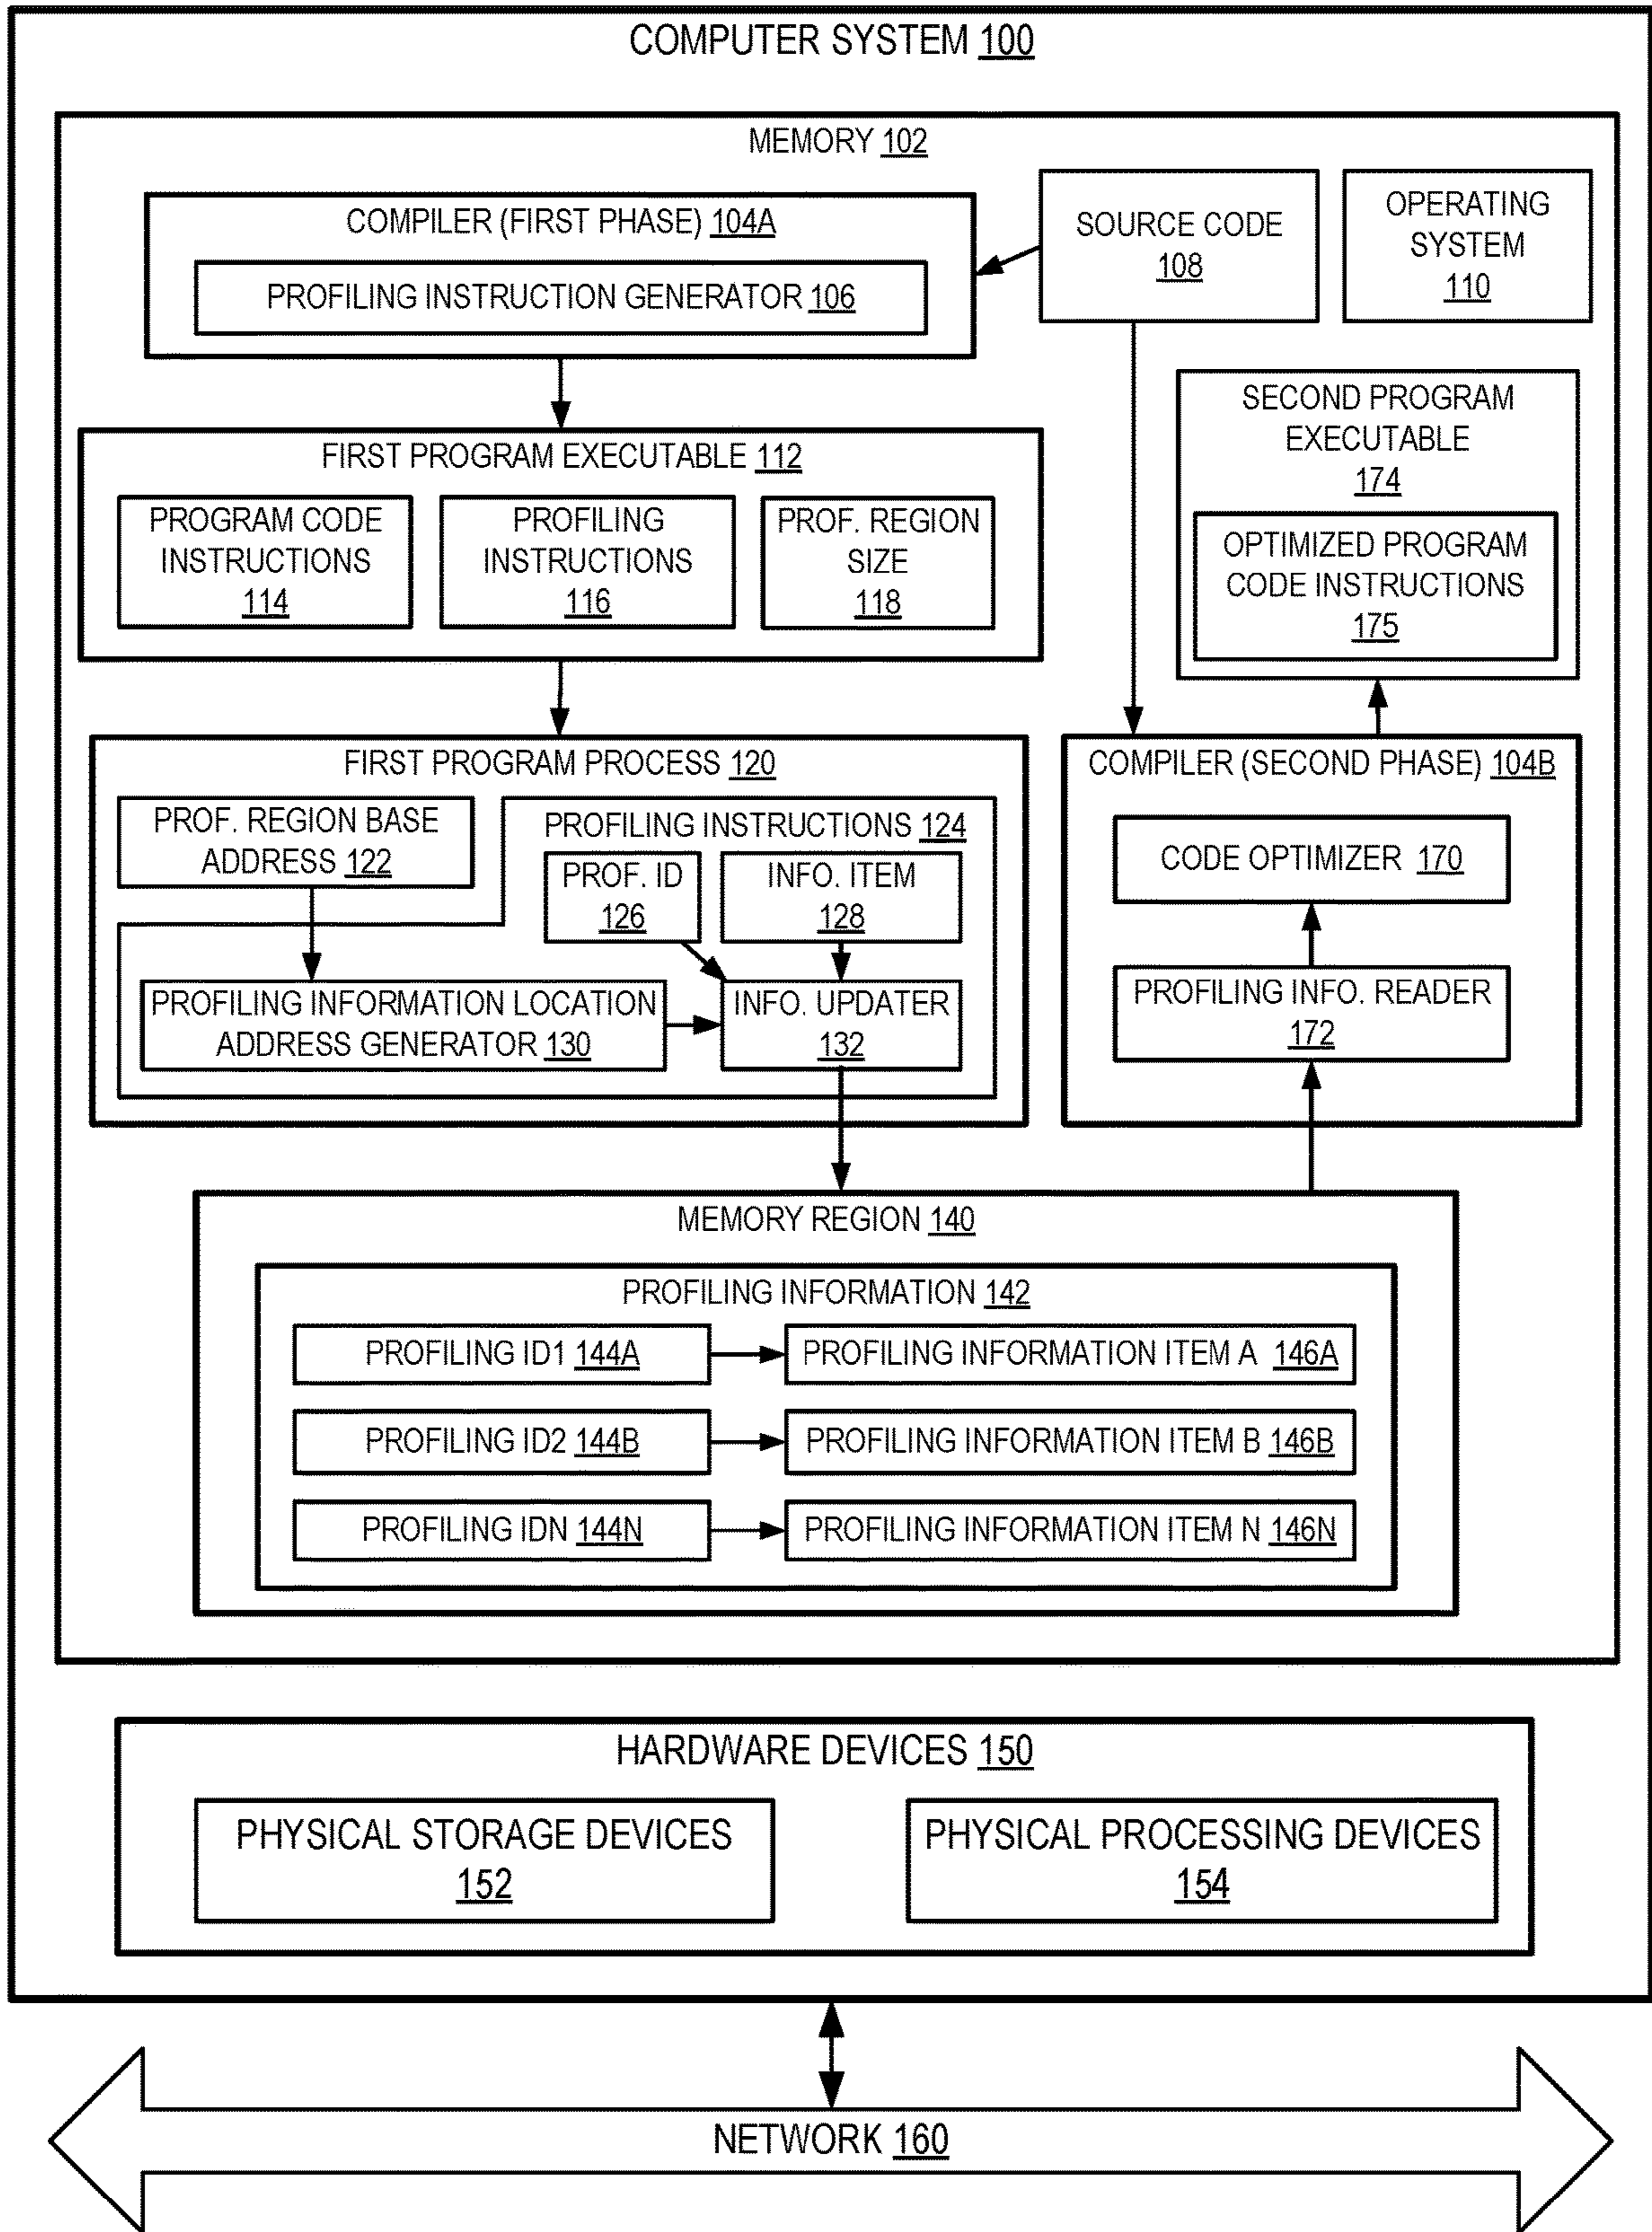 COMPUTER SYSTEM 100
MEMORY 102
COMPILER (FIRST PHASE) 104A
PROFILING INSTRUCTION GENERATOR 106
SOURCE CODE
108
OPERATING
SYSTEM
110
FIRST PROGRAM EXECUTABLE 112
PROGRAM CODE
INSTRUCTIONS
114
PROFILING
INSTRUCTIONS
116
PROF. REGION
SIZE
118
SECOND PROGRAM
EXECUTABLE
174
OPTIMIZED PROGRAM
CODE INSTRUCTIONS
175
FIRST PROGRAM PROCESS 120
PROF. REGION BASE
ADDRESS 122
PROFILING INSTRUCTIONS 124
PROF. ID
126
INFO. ITEM
128
PROFILING INFORMATION LOCATION
ADDRESS GENERATOR 130
INFO. UPDATER
132
COMPILER (SECOND PHASE) 104B
CODE OPTIMIZER 170
PROFILING INFO. READER
172
MEMORY REGION 140
PROFILING INFORMATION 142
PROFILING ID1 144A
PROFILING INFORMATION ITEM A 146A
PROFILING ID2 144B
PROFILING INFORMATION ITEM B 146B
PROFILING IDN 144N
PROFILING INFORMATION ITEM N 146N
HARDWARE DEVICES 150
PHYSICAL STORAGE DEVICES
152
PHYSICAL PROCESSING DEVICES
154
NETWORK 160